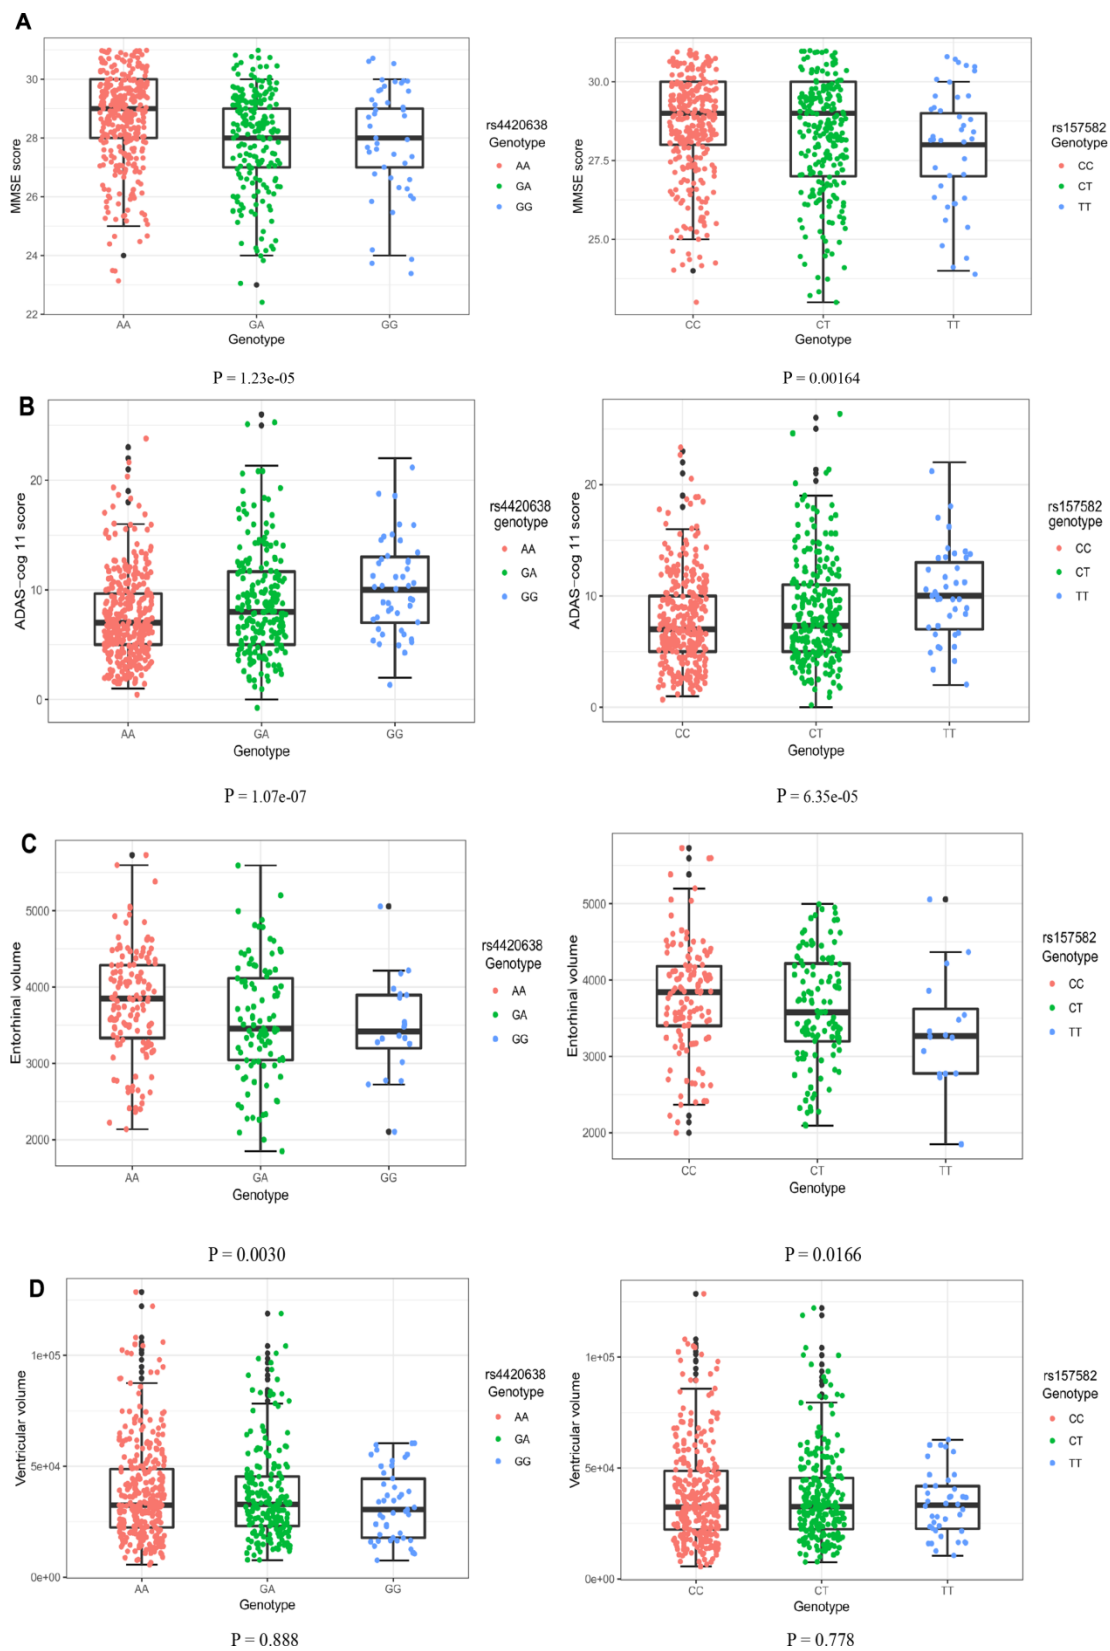 A
30
28
26
24
22
MMSE score
AA
GA
GG
Genotype
rs4420638
Genotype
AA
GA
GG
P = 1.23e-05
30.0
27.5
25.0
MMSE score
CC
CT
TT
Genotype
rs157582
Genotype
CC
CT
TT
P = 0.00164
B
20
10
0
ADAS-cog 11 score
AA
GA
GG
Genotype
rs4420638
genotype
AA
GA
GG
P = 1.07e-07
20
10
0
ADAS-cog 11 score
CC
CT
TT
Genotype
rs157582
genotype
CC
CT
TT
P = 6.35e-05
C
5000
4000
3000
2000
Entorhinal volume
AA
GA
GG
Genotype
rs4420638
Genotype
AA
GA
GG
P = 0.0030
5000
4000
3000
2000
Entorhinal volume
CC
CT
TT
Genotype
rs157582
Genotype
CC
CT
TT
P = 0.0166
D
1e+05
5e+04
0e+00
Ventricular volume
AA
GA
GG
Genotype
rs4420638
Genotype
AA
GA
GG
P = 0.888
1e+05
5e+04
0e+00
Ventricular volume
CC
CT
TT
Genotype
rs157582
Genotype
CC
CT
TT
P = 0.778